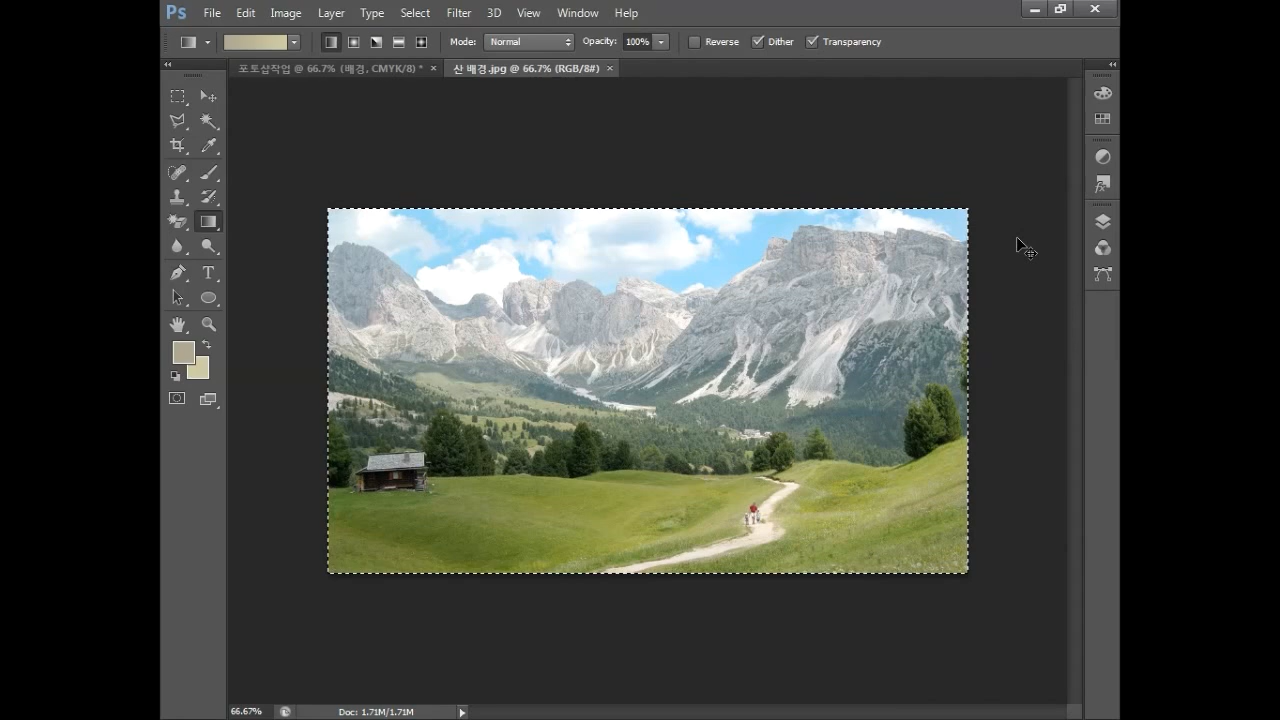 Ps File Edit Image Layer Type Select Filter 3D View Window Help
Mode: Normal Opacity: 100% Reverse Dither Transparency
포토샵작업 @ 66.7% (배경, CMYK/8) * × 산 배경.jpg @ 66.7% (RGB/8#) ×
T
66.67% Doc: 1.71M/1.71M